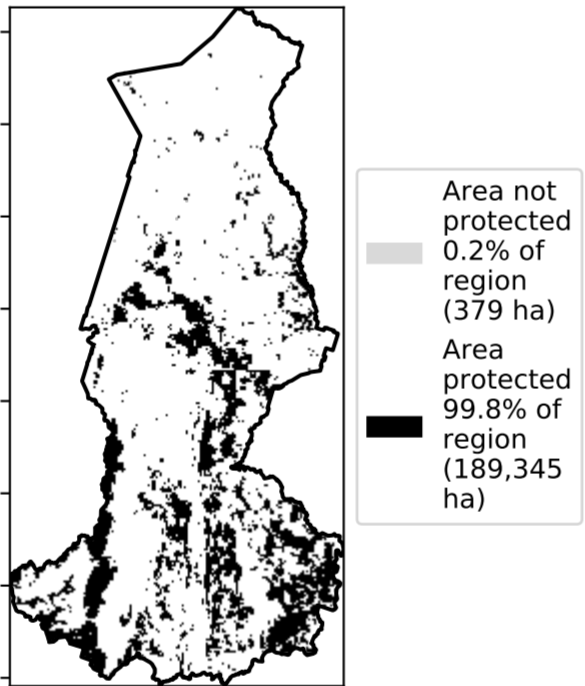 Area not
protected
0.2% of
region
(379 ha)
Area
protected
99.8% of
region
(189,345
ha)